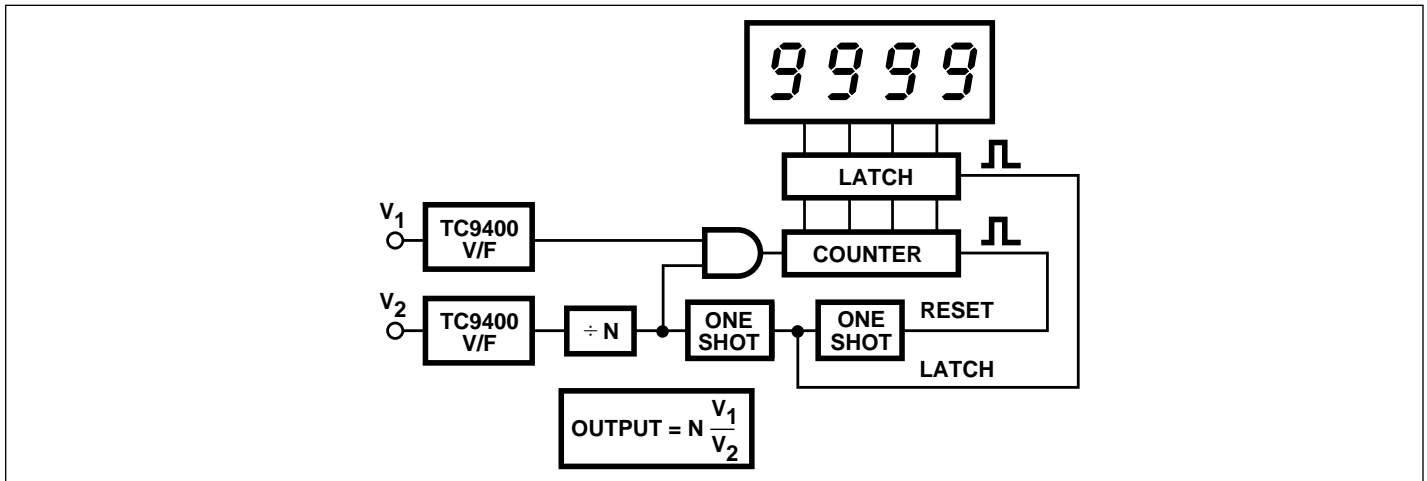 9999
LATCH
V1
TC9400
V/F
COUNTER
V2
TC9400
V/F
÷ N
ONE
SHOT
ONE
SHOT
RESET
LATCH
OUTPUT = N V1/V2